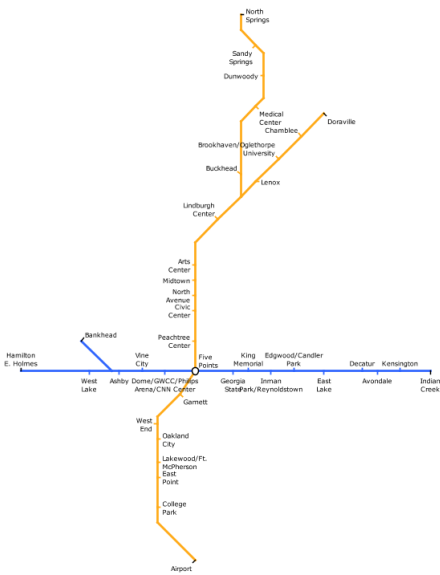 North
Springs
Sandy
Springs
Dunwoody
Medical
Center
Chamblee
Doraville
Brookhaven/Oglethorpe
University
Buckhead
Lenox
Lindburgh
Center
Arts
Center
Midtown
North
Avenue
Civic
Center
Peachtree
Center
Bankhead
Hamilton
E. Holmes
Vine
City
Five
Points
King
Memorial
Edgwood/Candler
Park
Decatur
Kensington
West
Lake
Ashby
Dome/GWCC/Philips
Arena/CNN Center
Georgia
State
Inman
Park/Reynoldstown
East
Lake
Avondale
Indian
Creek
Garnett
West
End
Oakland
City
Lakewood/Ft.
McPherson
East
Point
College
Park
Airport